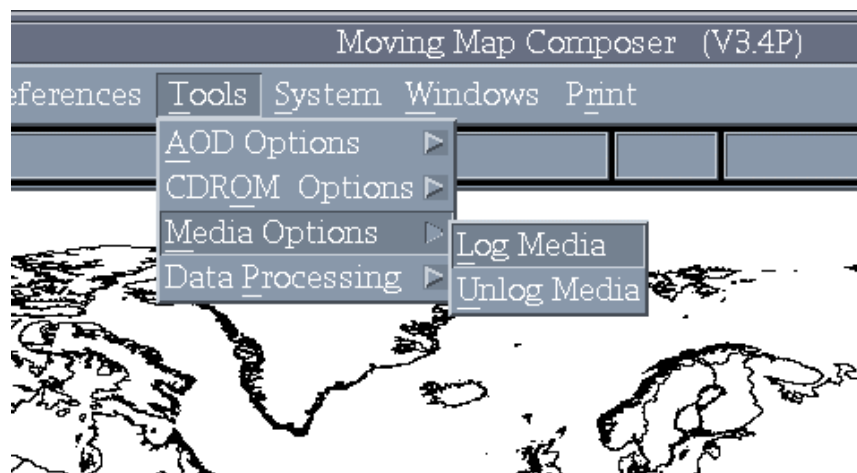 Moving Map Composer (V3.4P)
eferences Tools System Windows Print
AOD Options
CDROM Options
Media Options
Log Media
Data Processing
Unlog Media